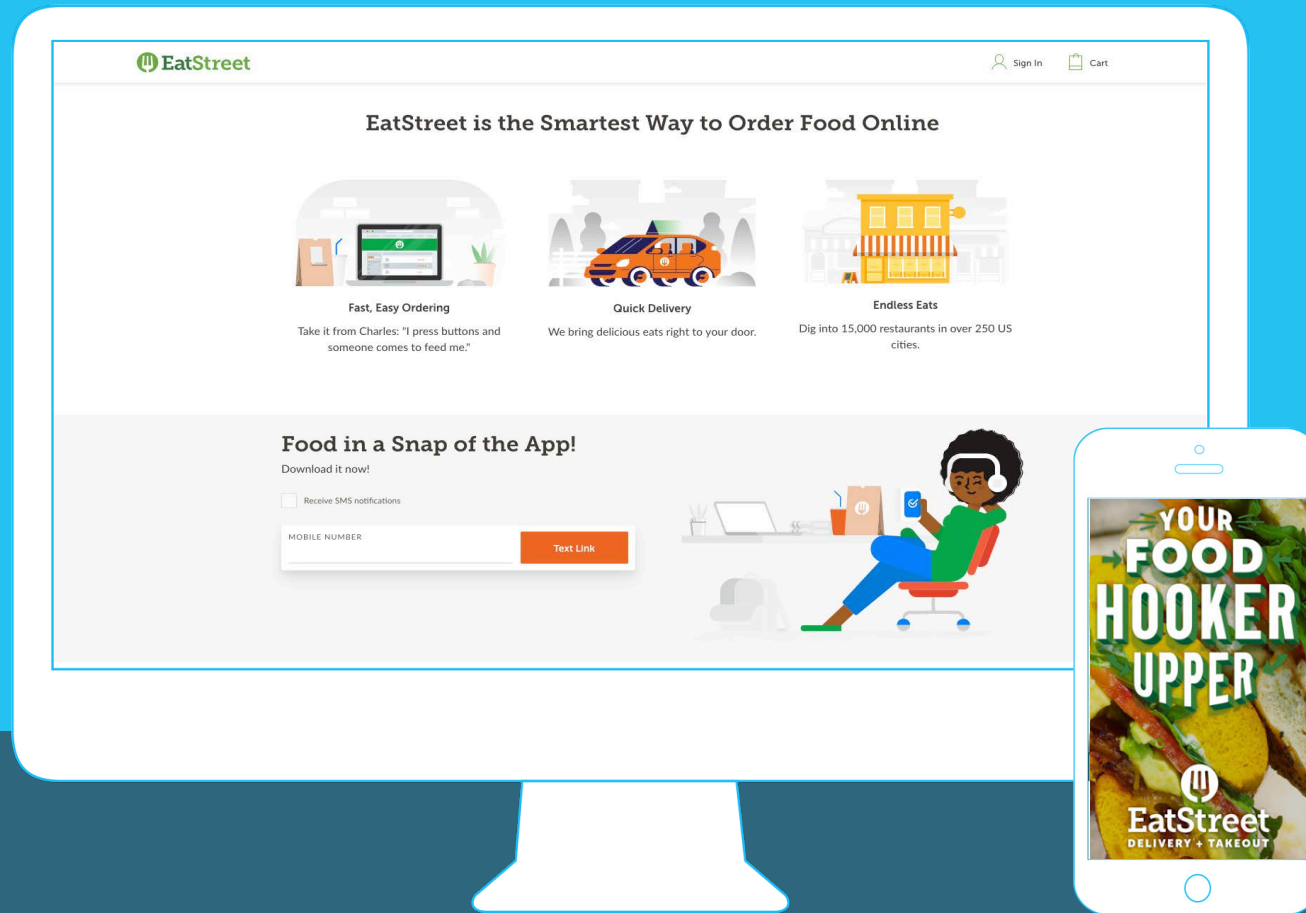 EatStreet
Sign In
Cart
EatStreet is the Smartest Way to Order Food Online
Fast, Easy Ordering
Take it from Charles: "I press buttons and
someone comes to feed me."
Quick Delivery
We bring delicious eats right to your door.
Endless Eats
Dig into 15,000 restaurants in over 250 US
cities.
Food in a Snap of the App!
Download it now!
Receive SMS notifications
MOBILE NUMBER
Text Link
YOUR
FOOD
HOOKER
UPPER
EatStreet
DELIVERY + TAKEOUT